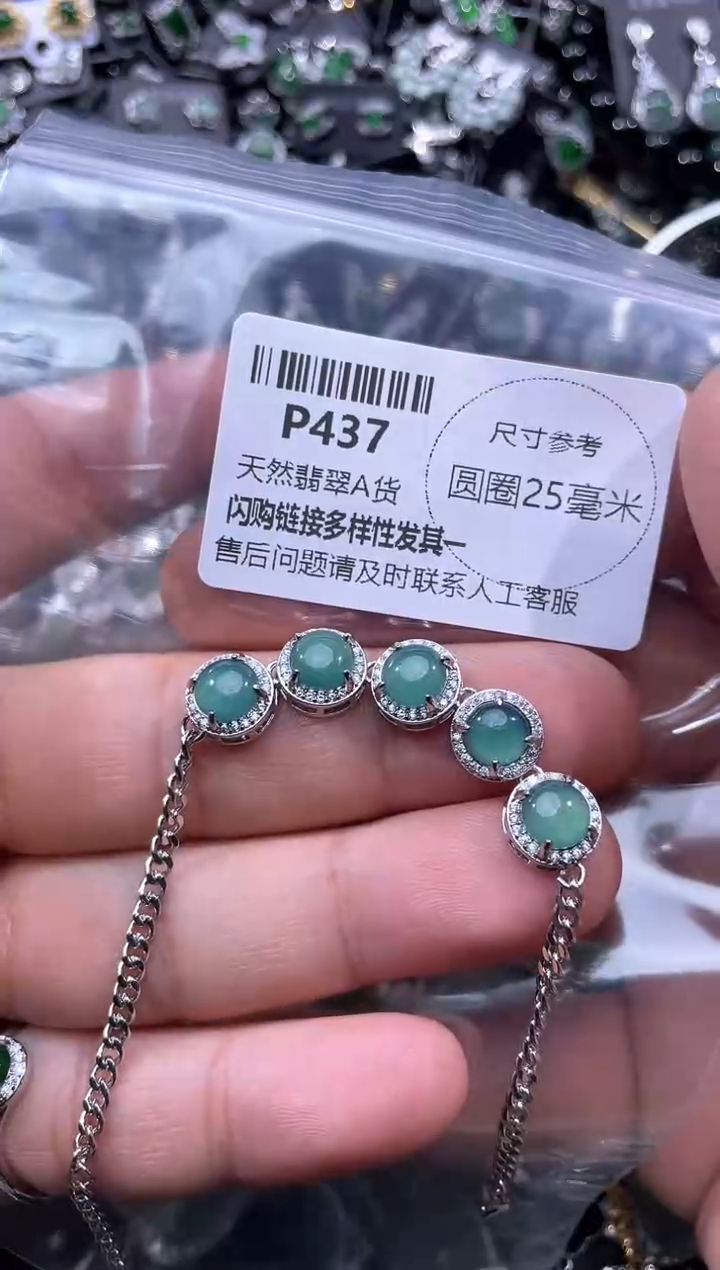 P437
天然翡翠A货
闪购链接多样性发其一
售后问题请及时联系人工客服
尺寸参考
圆圈25毫米